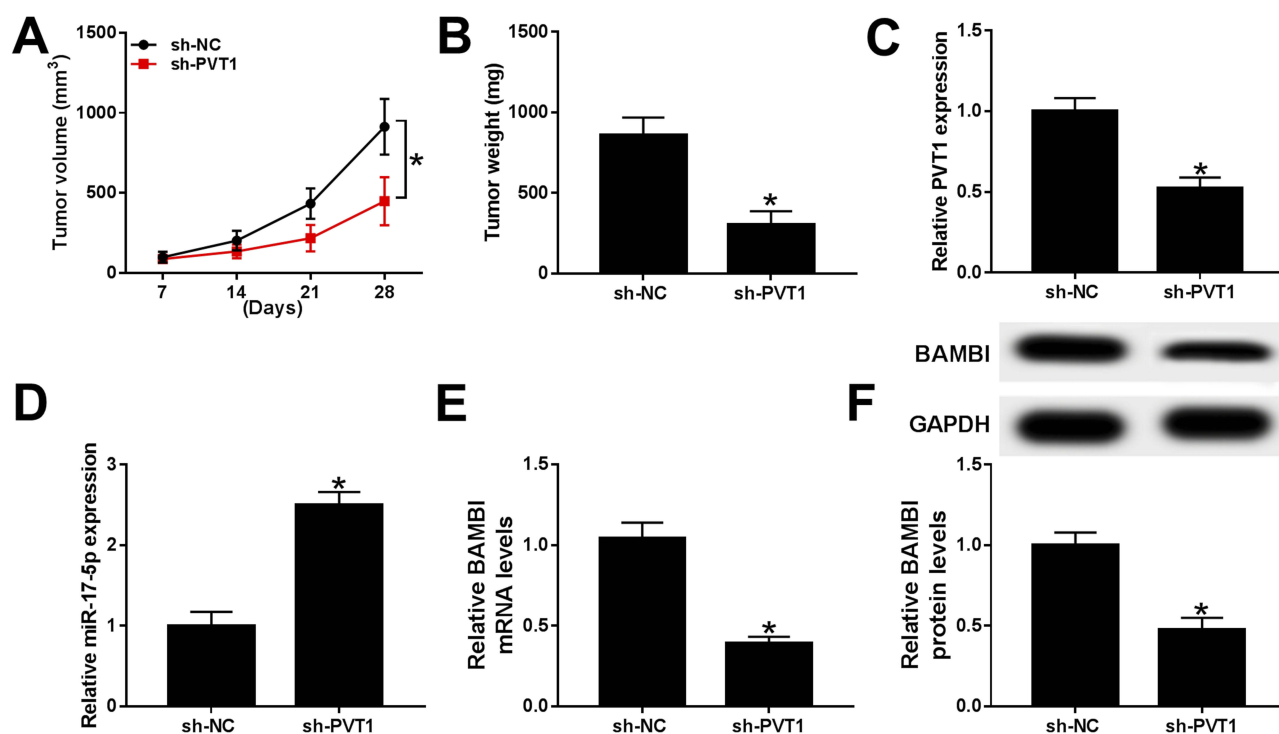 A
Tumor volume (mm³)
1500
1000
500
0
sh-NC
sh-PVT1
*
7 14 21 28
(Days)
B
Tumor weight (mg)
1500
1000
500
0
*
sh-NC sh-PVT1
C
Relative PVT1 expression
1.5
1.0
0.5
0.0
*
sh-NC sh-PVT1
D
Relative miR-17-5p expression
3
2
1
0
*
sh-NC sh-PVT1
E
Relative BAMBI
mRNA levels
1.5
1.0
0.5
0.0
*
sh-NC sh-PVT1
F
BAMBI
GAPDH
Relative BAMBI
protein levels
1.5
1.0
0.5
0.0
*
sh-NC sh-PVT1